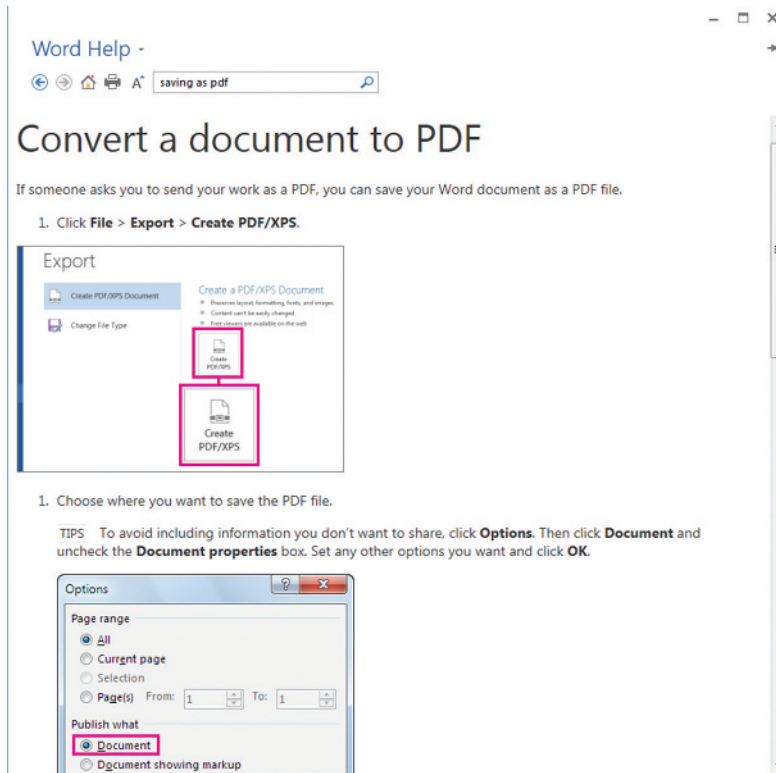 Word Help
saving as pdf
Convert a document to PDF
If someone asks you to send your work as a PDF, you can save your Word document as a PDF file.
1. Click File > Export > Create PDF/XPS.
Export
Create PDF/XPS Document
Change File Type
Create a PDF/XPS Document
Preserves layout, formatting, fonts, and images
Content can't be easily changed
Free viewers are available on the web
Create
PDF/XPS
Create
PDF/XPS
1. Choose where you want to save the PDF file.
TIPS To avoid including information you don't want to share, click Options. Then click Document and
uncheck the Document properties box. Set any other options you want and click OK.
Options
Page range
All
Current page
Selection
Page(s) From: 1 To: 1
Publish what
Document
Document showing markup